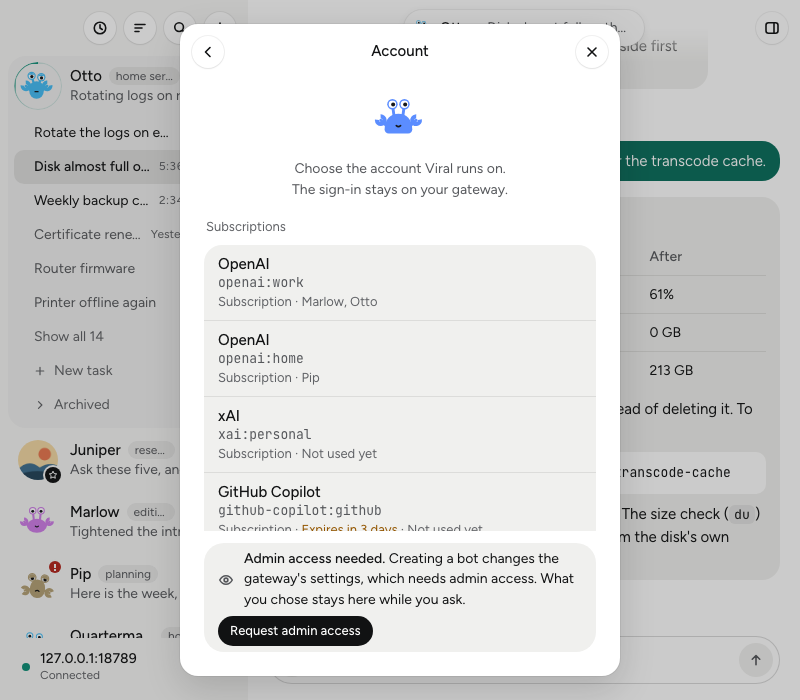 Account
Choose the account Viral runs on.
The sign-in stays on your gateway.
Subscriptions
OpenAI
openai:work
Subscription · Marlow, Otto
OpenAI
openai:home
Subscription · Pip
xAI
xai:personal
Subscription · Not used yet
GitHub Copilot
github-copilot:github
Subscription · Expires in 3 days · Not used yet
Admin access needed. Creating a bot changes the
gateway's settings, which needs admin access. What
you chose stays here while you ask.
Request admin access
Otto home ser…
Rotating logs on
Rotate the logs on e…
Disk almost full o… 5:36
Weekly backup c… 2:34
Certificate rene… Yeste
Router firmware
Printer offline again
Show all 14
+ New task
Archived
Juniper rese…
Ask these five, an
Marlow editi…
Tightened the intr
Pip planning
Here is the week,
Quarterma ho
127.0.0.1:18789
Connected
side first
the transcode cache.
After
61%
0 GB
213 GB
ead of deleting it. To
transcode-cache
The size check ( du )
m the disk's own